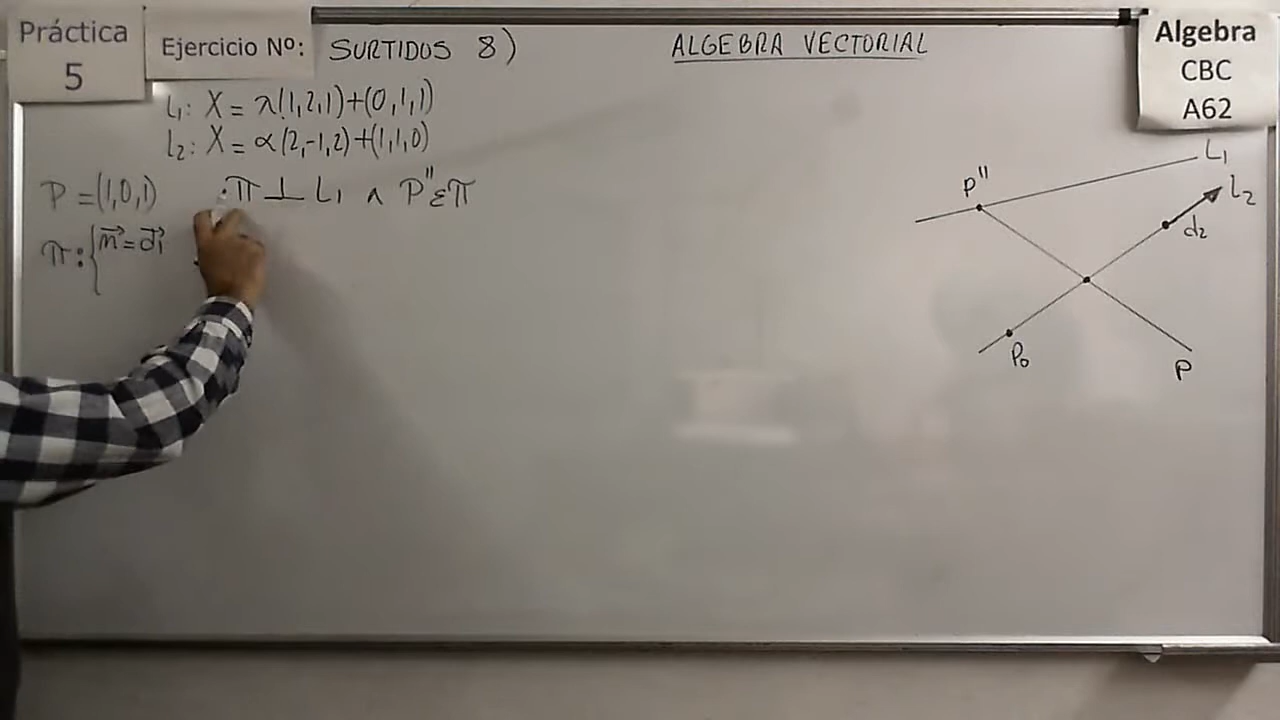 Práctica
5
Ejercicio Nº:
SURTIDOS 8)
ALGEBRA VECTORIAL
Algebra
CBC
A62
L₁: X = λ(1,2,1)+(0,1,1)
L₂: X = α(2,-1,2)+(1,1,0)
P =(1,0,1)
:π ⊥ L₁ ∧ P''επ
π:{n⃗ = d⃗₁
L₁
P''
L₂
d₂
P₀
P